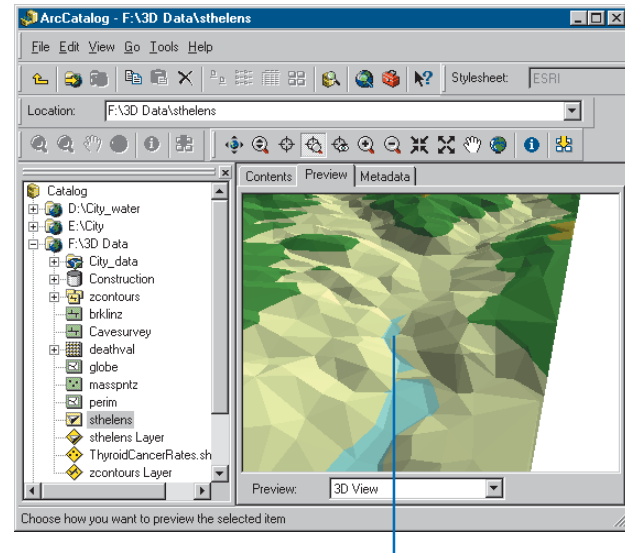 ArcCatalog - F:\3D Data\sthelens
File Edit View Go Tools Help
Stylesheet: ESRI
Location: F:\3D Data\sthelens
Contents Preview Metadata
Catalog
D:\City_water
E:\City
F:\3D Data
City_data
Construction
zcontours
brklinz
Cavesurvey
deathval
globe
masspntz
perim
sthelens
sthelens Layer
ThyroidCancerRates.sh
zcontours Layer
Preview: 3D View
Choose how you want to preview the selected item